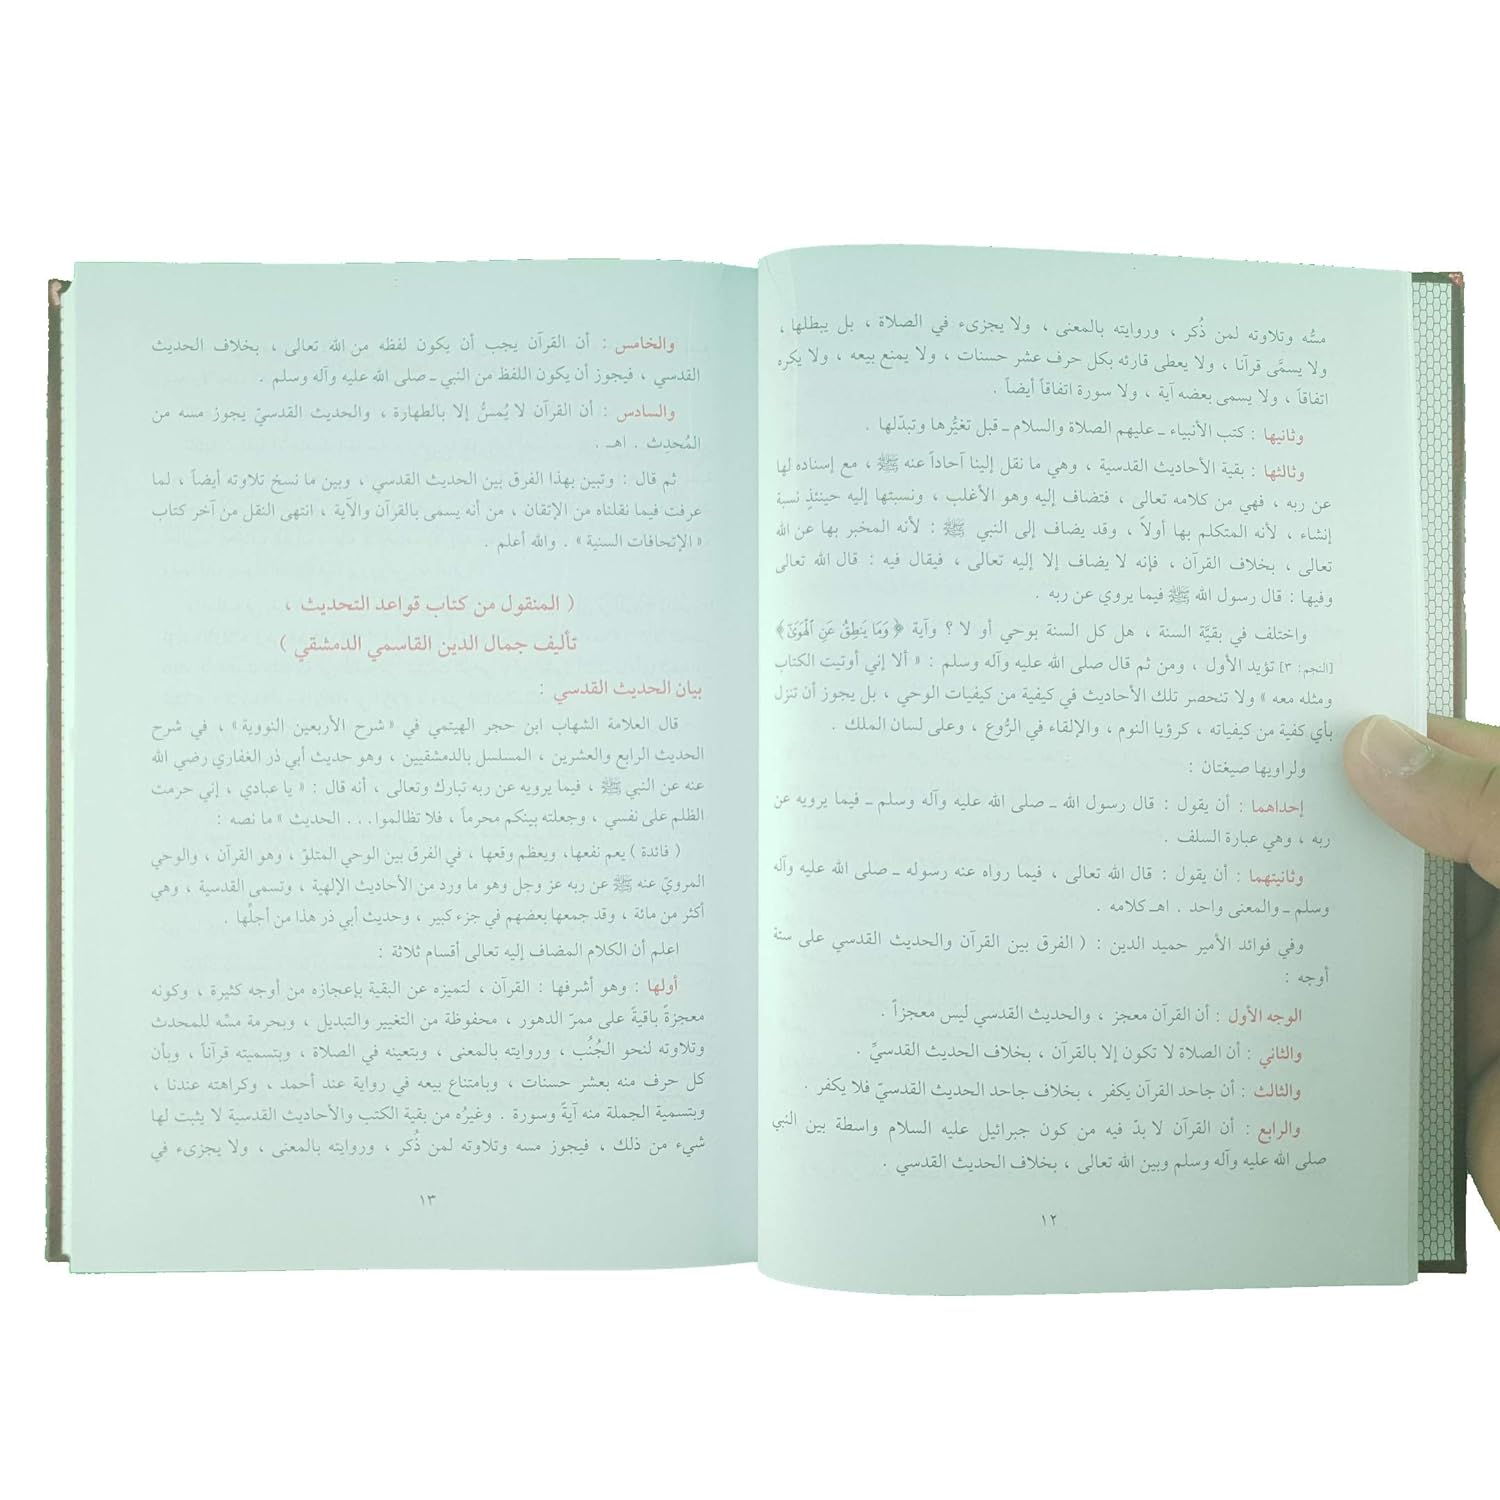 مسُّه وتلاوته لمن ذُكر ، وروايته بالمعنى ، ولا يجزىء في الصلاة ، بل يبطلها ،
ولا يسمَّى قرآنا ، ولا يعطى قارئه بكل حرف عشر حسنات ، ولا يمنع بيعه ، ولا يكره
اتفاقاً ، ولا يسمى بعضه آية ، ولا سورة اتفاقاً أيضاً .
وثانيها : كتب الأنبياء ـ عليهم الصلاة والسلام ـ قبل تغيُّرها وتبدّلها .
وثالثها : بقية الأحاديث القدسية ، وهي ما نقل إلينا آحاداً عنه ﷺ ، مع إسناده لها
عن ربه ، فهي من كلامه تعالى ، فتضاف إليه وهو الأغلب ، ونسبتها إليه حينئذٍ نسبة
إنشاء ، لأنه المتكلم بها أولاً ، وقد يضاف إلى النبي ﷺ : لأنه المخبر بها عن الله
تعالى ، بخلاف القرآن ، فإنه لا يضاف إلا إليه تعالى ، فيقال فيه : قال الله تعالى
وفيها : قال رسول الله ﷺ فيما يروي عن ربه .
واختلف في بقيَّة السنة ، هل كل السنة بوحي أو لا ؟ وآية ﴿ وَمَا يَنطِقُ عَنِ ٱلْهَوَىٰٓ ﴾
[النجم: ٣] تؤيد الأول ، ومن ثم قال صلى الله عليه وآله وسلم : « ألا إني أوتيت الكتاب
ومثله معه » ولا تنحصر تلك الأحاديث في كيفية من كيفيات الوحي ، بل يجوز أن تنزل
بأي كفية من كيفياته ، كرؤيا النوم ، والإلقاء في الرُّوع ، وعلى لسان الملك .
ولراويها صيغتان :
إحداهما : أن يقول : قال رسول الله ـ صلى الله عليه وآله وسلم ـ فيما يرويه عن
ربه ، وهي عبارة السلف .
وثانيتهما : أن يقول : قال الله تعالى ، فيما رواه عنه رسوله ـ صلى الله عليه وآله
وسلم ـ والمعنى واحد . اهـ كلامه .
وفي فوائد الأمير حميد الدين : ( الفرق بين القرآن والحديث القدسي على ستة
أوجه :
الوجه الأول : أن القرآن معجز ، والحديث القدسي ليس معجزاً .
والثاني : أن الصلاة لا تكون إلا بالقرآن ، بخلاف الحديث القدسيِّ .
والثالث : أن جاحد القرآن يكفر ، بخلاف جاحد الحديث القدسيّ فلا يكفر .
والرابع : أن القرآن لا بدّ فيه من كون جبرائيل عليه السلام واسطة بين النبي
صلى الله عليه وآله وسلم وبين الله تعالى ، بخلاف الحديث القدسي .
١٢
والخامس : أن القرآن يجب أن يكون لفظه من الله تعالى ، بخلاف الحديث
القدسي ، فيجوز أن يكون اللفظ من النبي ـ صلى الله عليه وآله وسلم .
والسادس : أن القرآن لا يُمسُّ إلا بالطهارة ، والحديث القدسيّ يجوز مسه من
المُحدِث . اهـ .
ثم قال : وتبين بهذا الفرق بين الحديث القدسي ، وبين ما نسخ تلاوته أيضاً ، لما
عرفت فيما نقلناه من الإتقان ، من أنه يسمى بالقرآن والآية ، انتهى النقل من آخر كتاب
« الإتحافات السنية » . والله أعلم .
( المنقول من كتاب قواعد التحديث ،
تأليف جمال الدين القاسمي الدمشقي )
بيان الحديث القدسي :
قال العلامة الشهاب ابن حجر الهيتمي في « شرح الأربعين النووية » ، في شرح
الحديث الرابع والعشرين ، المسلسل بالدمشقيين ، وهو حديث أبي ذر الغفاري رضي الله
عنه عن النبي ﷺ ، فيما يرويه عن ربه تبارك وتعالى ، أنه قال : « يا عبادي ، إني حرمت
الظلم على نفسي ، وجعلته بينكم محرماً ، فلا تظالموا . . . الحديث » ما نصه :
( فائدة ) يعم نفعها، ويعظم وقعها ، في الفرق بين الوحي المتلوّ ، وهو القرآن ، والوحي
المرويّ عنه ﷺ عن ربه عز وجل وهو ما ورد من الأحاديث الإلهية ، وتسمى القدسية ، وهي
أكثر من مائة ، وقد جمعها بعضهم في جزء كبير ، وحديث أبي ذر هذا من أجلِّها .
اعلم أن الكلام المضاف إليه تعالى أقسام ثلاثة :
أولها : وهو أشرفها : القرآن ، لتميزه عن البقية بإعجازه من أوجه كثيرة ، وكونه
معجزةً باقيةً على ممرّ الدهور ، محفوظة من التغيير والتبديل ، وبحرمة مسِّه للمحدث
وتلاوته لنحو الجُنُب ، وروايته بالمعنى ، وبتعينه في الصلاة ، وبتسميته قرآناً ، وبأن
كل حرف منه بعشر حسنات ، وبامتناع بيعه في رواية عند أحمد ، وكراهته عندنا ،
وبتسمية الجملة منه آيةً وسورة . وغيرُه من بقية الكتب والأحاديث القدسية لا يثبت لها
شيء من ذلك ، فيجوز مسه وتلاوته لمن ذُكر ، وروايته بالمعنى ، ولا يجزىء في
١٣